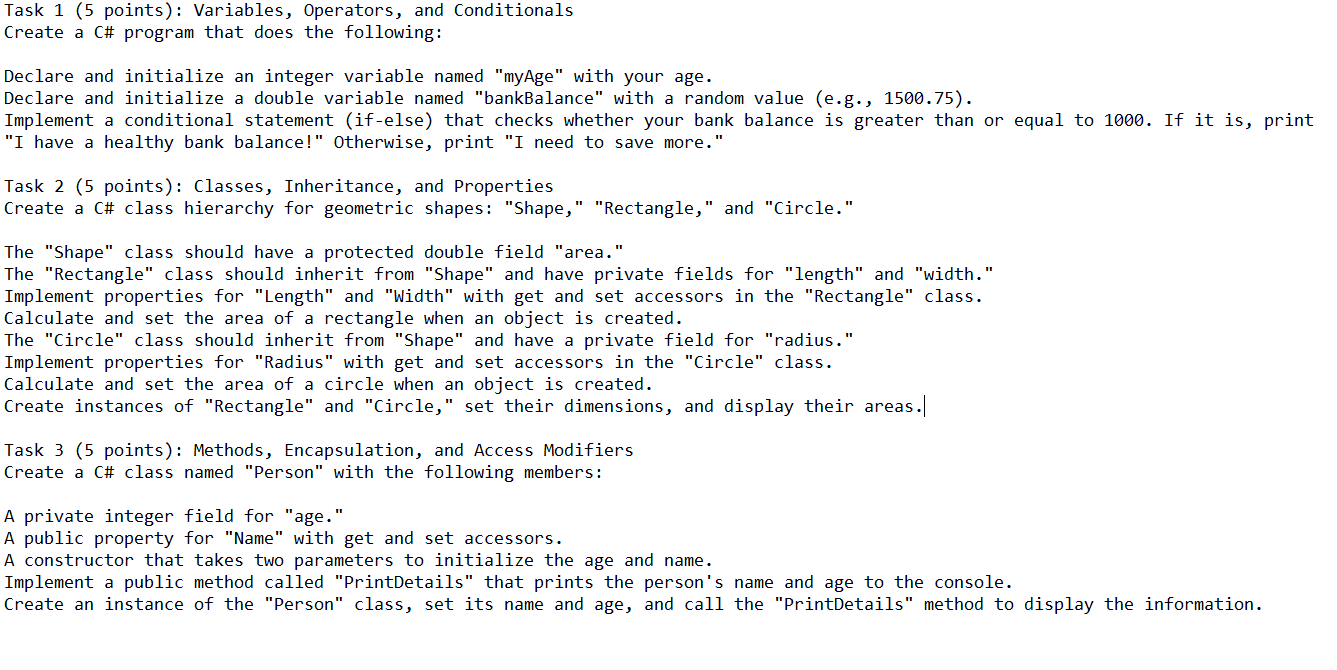 Task 1 (5 points): Variables, Operators, and Conditionals
Create a C# program that does the following:
Declare and initialize an integer variable named "myAge" with your age.
Declare and initialize a double variable named "bankBalance" with a random value (e.g., 1500.75).
Implement a conditional statement (if-else) that checks whether your bank balance is greater than or equal to 1000. If it is, print
"I have a healthy bank balance!" Otherwise, print "I need to save more."
Task 2 (5 points): Classes, Inheritance, and Properties
Create a C# class hierarchy for geometric shapes: "Shape," "Rectangle," and "Circle."
The "Shape" class should have a protected double field "area."
The "Rectangle" class should inherit from "Shape" and have private fields for "length" and "width."
Implement properties for "Length" and "Width" with get and set accessors in the "Rectangle" class.
Calculate and set the area of a rectangle when an object is created.
The "Circle" class should inherit from "Shape" and have a private field for "radius."
Implement properties for "Radius" with get and set accessors in the "Circle" class.
Calculate and set the area of a circle when an object is created.
Create instances of "Rectangle" and "Circle," set their dimensions, and display their areas.
Task 3 (5 points): Methods, Encapsulation, and Access Modifiers
Create a C# class named "Person" with the following members:
A private integer field for "age."
A public property for "Name" with get and set accessors.
A constructor that takes two parameters to initialize the age and name.
Implement a public method called "PrintDetails" that prints the person's name and age to the console.
Create an instance of the "Person" class, set its name and age, and call the "PrintDetails" method to display the information.